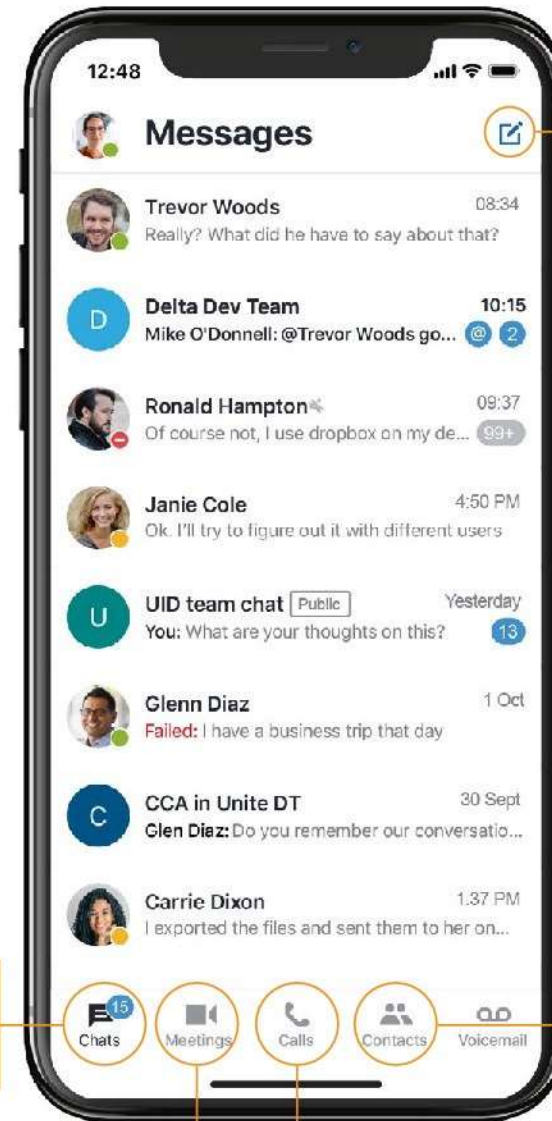 12:48
Messages
Trevor Woods 08:34
Really? What did he have to say about that?
D
Delta Dev Team 10:15
Mike O'Donnell: @Trevor Woods go... @ 2
Ronald Hampton 09:37
Of course not, I use dropbox on my de... 99+
Janie Cole 4:50 PM
Ok. I'll try to figure out it with different users
U
UID team chat Public Yesterday
You: What are your thoughts on this? 13
Glenn Diaz 1 Oct
Failed: I have a business trip that day
C
CCA in Unite DT 30 Sept
Glen Diaz: Do you remember our conversatio...
Carrie Dixon 1.37 PM
I exported the files and sent them to her on...
15
Chats Meetings Calls Contacts Voicemail